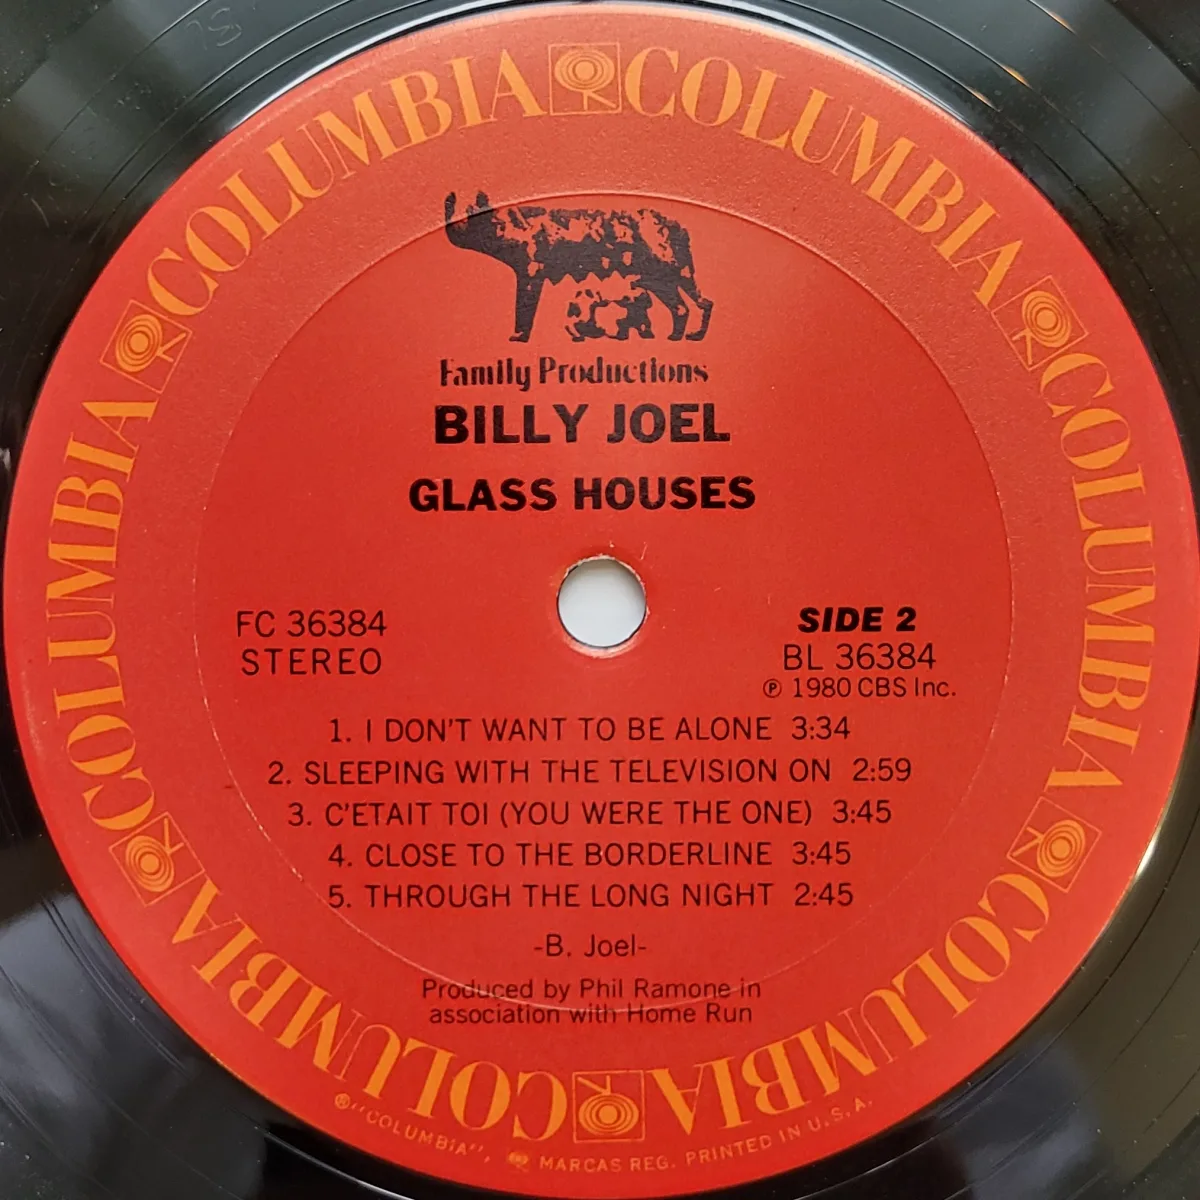 COLUMBIA COLUMBIA COLUMBIA COLUMBIA COLUMBIA COLUMBIA
Family Productions
BILLY JOEL
GLASS HOUSES
FC 36384
STEREO
SIDE 2
BL 36384
℗ 1980 CBS Inc.
1. I DON'T WANT TO BE ALONE 3:34
2. SLEEPING WITH THE TELEVISION ON 2:59
3. C'ETAIT TOI (YOU WERE THE ONE) 3:45
4. CLOSE TO THE BORDERLINE 3:45
5. THROUGH THE LONG NIGHT 2:45
-B. Joel-
Produced by Phil Ramone in
association with Home Run
®"COLUMBIA", MARCAS REG. PRINTED IN U.S.A.